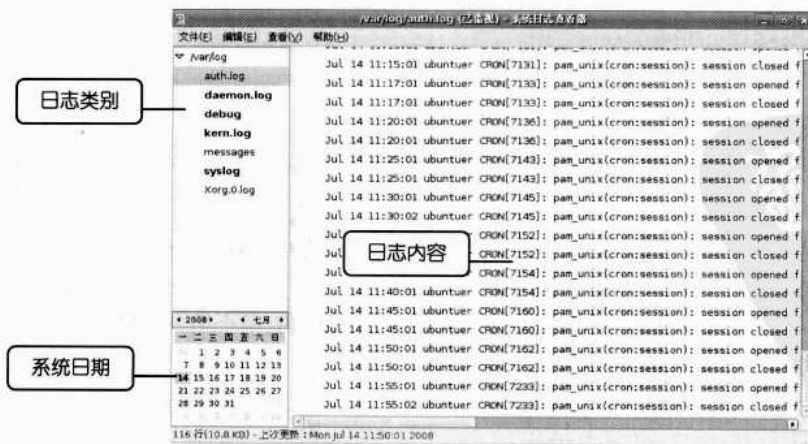 /var/log/auth.log (已监视) - 系统日志查看器
文件(F) 编辑(E) 查看(V) 帮助(H)
/var/log
auth.log
daemon.log
debug
kern.log
messages
syslog
Xorg.0.log
日志类别
Jul 14 11:15:01 ubuntuer CRON[7131]: pam_unix(cron:session): session closed f
Jul 14 11:17:01 ubuntuer CRON[7133]: pam_unix(cron:session): session opened f
Jul 14 11:17:01 ubuntuer CRON[7133]: pam_unix(cron:session): session closed f
Jul 14 11:20:01 ubuntuer CRON[7136]: pam_unix(cron:session): session opened f
Jul 14 11:20:01 ubuntuer CRON[7136]: pam_unix(cron:session): session closed f
Jul 14 11:25:01 ubuntuer CRON[7143]: pam_unix(cron:session): session opened f
Jul 14 11:25:01 ubuntuer CRON[7143]: pam_unix(cron:session): session closed f
Jul 14 11:30:01 ubuntuer CRON[7145]: pam_unix(cron:session): session opened f
Jul 14 11:30:02 ubuntuer CRON[7145]: pam_unix(cron:session): session closed f
Jul CRON[7152]: pam_unix(cron:session): session opened f
Jul CRON[7152]: pam_unix(cron:session): session closed f
Jul CRON[7154]: pam_unix(cron:session): session opened f
日志内容
Jul 14 11:40:01 ubuntuer CRON[7154]: pam_unix(cron:session): session closed f
Jul 14 11:45:01 ubuntuer CRON[7160]: pam_unix(cron:session): session opened f
Jul 14 11:45:01 ubuntuer CRON[7160]: pam_unix(cron:session): session closed f
Jul 14 11:50:01 ubuntuer CRON[7162]: pam_unix(cron:session): session opened f
Jul 14 11:50:01 ubuntuer CRON[7162]: pam_unix(cron:session): session closed f
Jul 14 11:55:01 ubuntuer CRON[7233]: pam_unix(cron:session): session opened f
Jul 14 11:55:02 ubuntuer CRON[7233]: pam_unix(cron:session): session closed f
2008 七月
一 二 三 四 五 六 日
1 2 3 4 5 6
7 8 9 10 11 12 13
14 15 16 17 18 19 20
21 22 23 24 25 26 27
28 29 30 31
系统日期
116 行(10.8 KB) - 上次更新：Mon Jul 14 11:50:01 2008